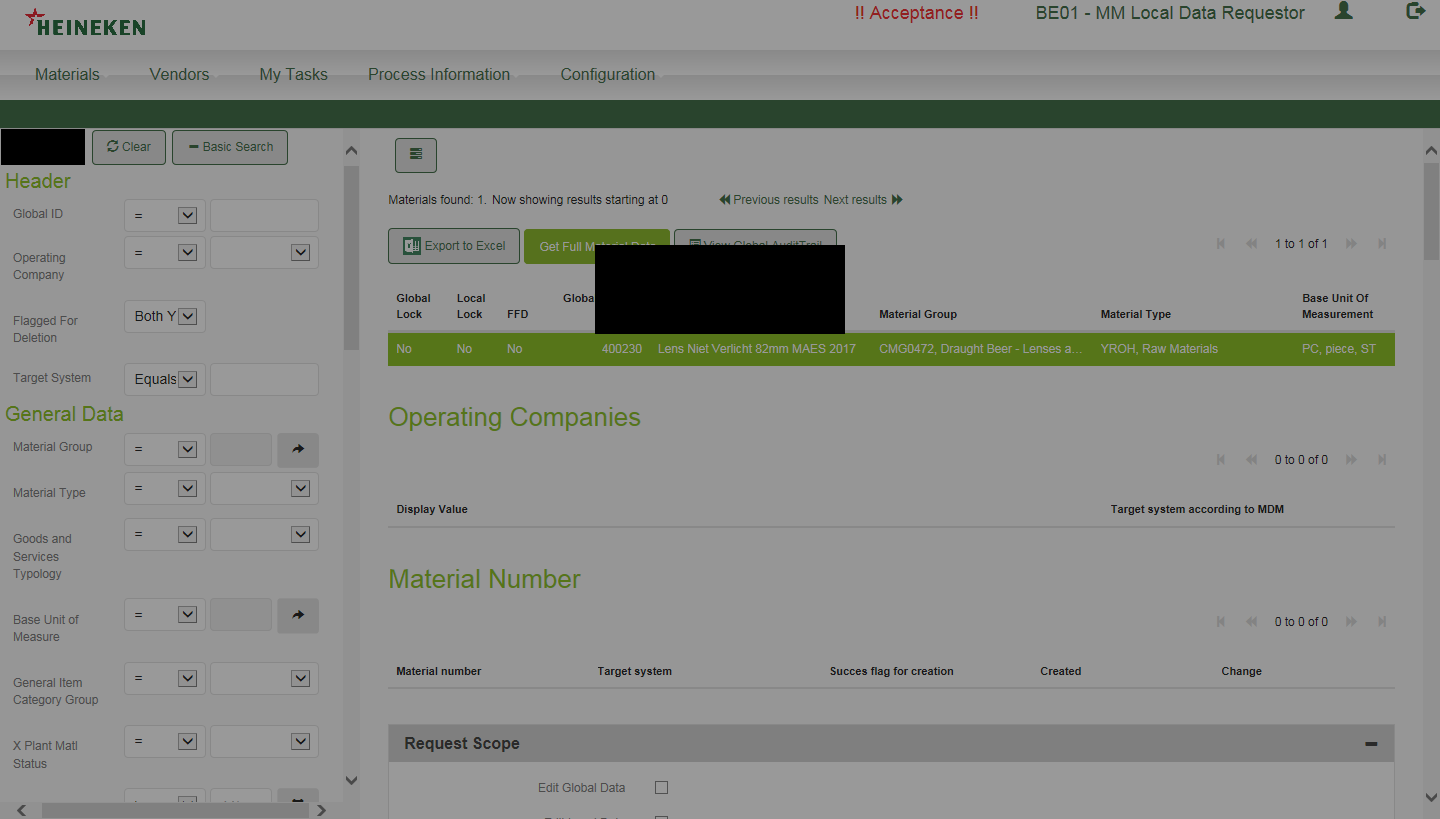 HEINEKEN
!! Acceptance !!
BE01 - MM Local Data Requestor
Materials
Vendors
My Tasks
Process Information
Configuration
Clear
Basic Search
Header
Global ID
=
Operating
Company
=
Flagged For
Deletion
Both Y
Target System
Equals
General Data
Material Group
=
Material Type
=
Goods and
Services
Typology
=
Base Unit of
Measure
=
General Item
Category Group
=
X Plant Matl
Status
=
Materials found: 1. Now showing results starting at 0
Previous results
Next results
Export to Excel
Get Full Material Data
View Global AuditTrail
1 to 1 of 1
Global
Lock
Local
Lock
FFD
Globa
Material Group
Material Type
Base Unit Of
Measurement
No
No
No
400230
Lens Niet Verlicht 82mm MAES 2017
CMG0472, Draught Beer - Lenses a...
YROH, Raw Materials
PC, piece, ST
Operating Companies
0 to 0 of 0
Display Value
Target system according to MDM
Material Number
0 to 0 of 0
Material number
Target system
Succes flag for creation
Created
Change
Request Scope
Edit Global Data